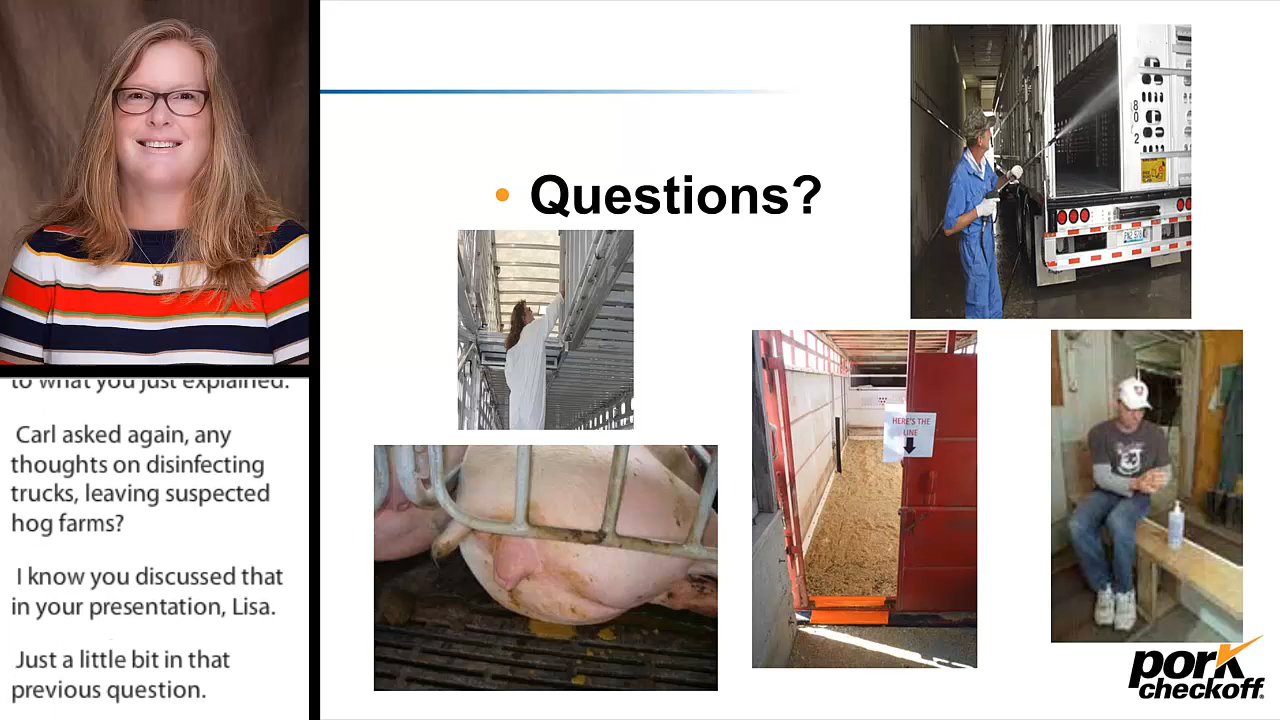 to what you just explained.
Carl asked again, any
thoughts on disinfecting
trucks, leaving suspected
hog farms?
I know you discussed that
in your presentation, Lisa.
Just a little bit in that
previous question.
• Questions?
802
HERE'S THE
LINE
pork
checkoff®